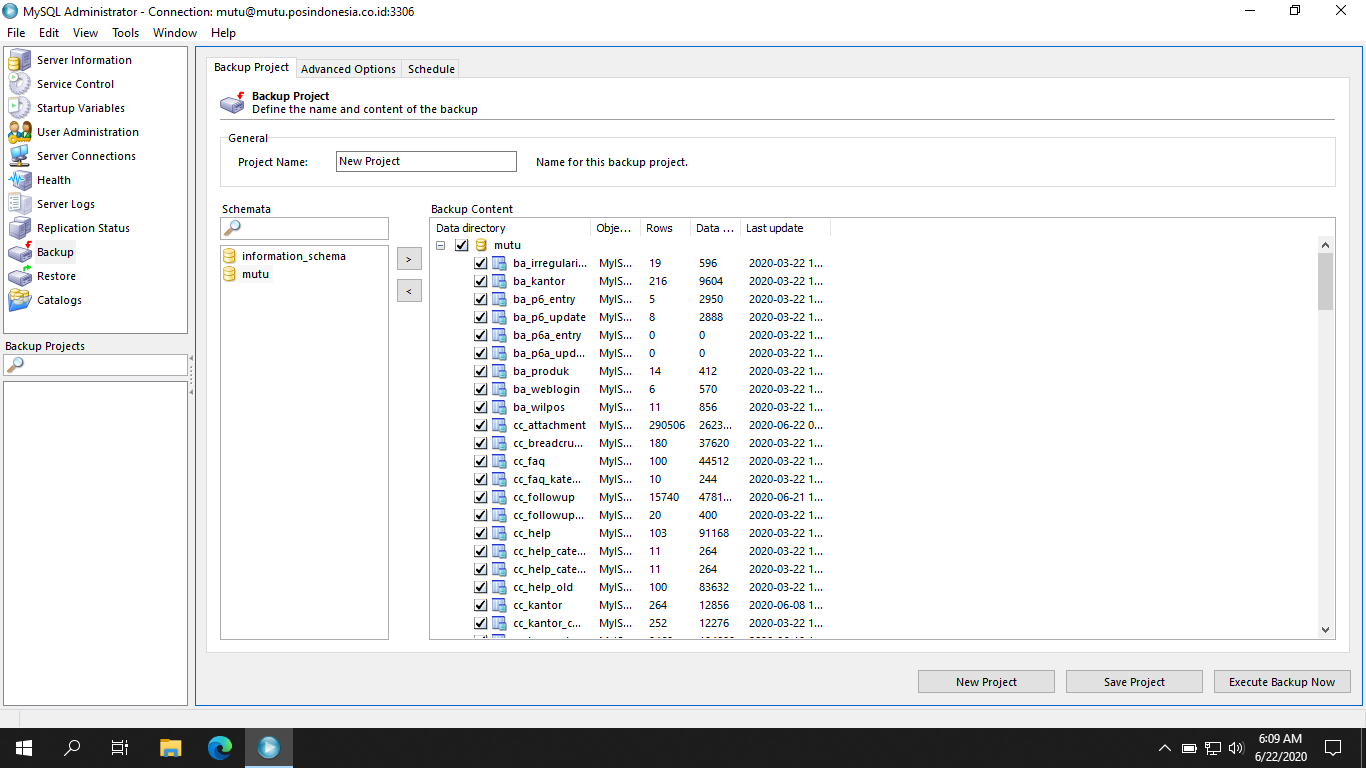 MySQL Administrator - Connection: mutu@mutu.posindonesia.co.id:3306
File Edit View Tools Window Help
Server Information
Service Control
Startup Variables
User Administration
Server Connections
Health
Server Logs
Replication Status
Backup
Restore
Catalogs
Backup Projects
Backup Project Advanced Options Schedule
Backup Project
Define the name and content of the backup
General
Project Name: New Project Name for this backup project.
Schemata
information_schema
mutu
>
<
Backup Content
Data directory Obje... Rows Data ... Last update
mutu
ba_irregulari... MyIS... 19 596 2020-03-22 1...
ba_kantor MyIS... 216 9604 2020-03-22 1...
ba_p6_entry MyIS... 5 2950 2020-03-22 1...
ba_p6_update MyIS... 8 2888 2020-03-22 1...
ba_p6a_entry MyIS... 0 0 2020-03-22 1...
ba_p6a_upd... MyIS... 0 0 2020-03-22 1...
ba_produk MyIS... 14 412 2020-03-22 1...
ba_weblogin MyIS... 6 570 2020-03-22 1...
ba_wilpos MyIS... 11 856 2020-03-22 1...
cc_attachment MyIS... 290506 2623... 2020-06-22 0...
cc_breadcru... MyIS... 180 37620 2020-03-22 1...
cc_faq MyIS... 100 44512 2020-03-22 1...
cc_faq_kate... MyIS... 10 244 2020-03-22 1...
cc_followup MyIS... 15740 4781... 2020-06-21 1...
cc_followup... MyIS... 20 400 2020-03-22 1...
cc_help MyIS... 103 91168 2020-03-22 1...
cc_help_cate... MyIS... 11 264 2020-03-22 1...
cc_help_cate... MyIS... 11 264 2020-03-22 1...
cc_help_old MyIS... 100 83632 2020-03-22 1...
cc_kantor MyIS... 264 12856 2020-06-08 1...
cc_kantor_c... MyIS... 252 12276 2020-03-22 1...
New Project Save Project Execute Backup Now
6:09 AM
6/22/2020